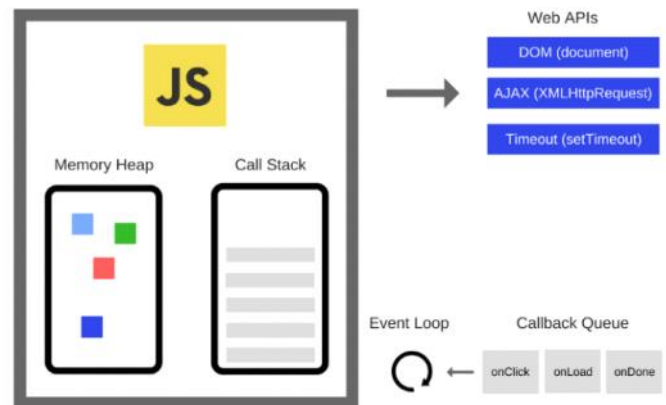 Web APIs
DOM (document)
JS
AJAX (XMLHttpRequest)
Timeout (setTimeout)
Memory Heap
Call Stack
Event Loop
Callback Queue
onClick
onLoad
onDone